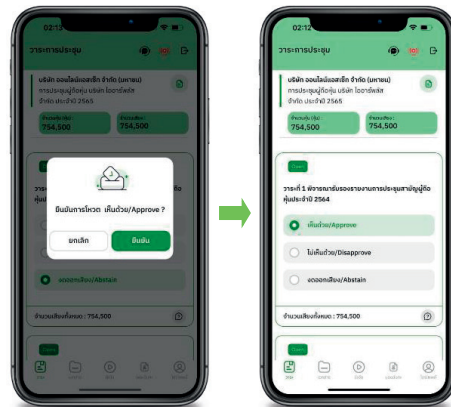 02:12
วาระการประชุม
บริษัท ออนไลน์แอสเซ็ท จำกัด (มหาชน)
การประชุมผู้ถือหุ้น บริษัท ไดอารี่พลัส
จำกัด ประจำปี 2565
754,500
754,500
ยืนยันการโหวต เห็นด้วย/Approve ?
ยกเลิก
ยืนยัน
งดออกเสียง/Abstain
จำนวนเสียงทั้งหมด : 754,500
02:12
วาระการประชุม
บริษัท ออนไลน์แอสเซ็ท จำกัด (มหาชน)
การประชุมผู้ถือหุ้น บริษัท ไดอารี่พลัส
จำกัด ประจำปี 2565
754,500
754,500
วาระที่ 1 พิจารณารับรองรายงานการประชุมสามัญผู้ถือ
หุ้นประจำปี 2564
เห็นด้วย/Approve
ไม่เห็นด้วย/Disapprove
งดออกเสียง/Abstain
จำนวนเสียงทั้งหมด : 754,500